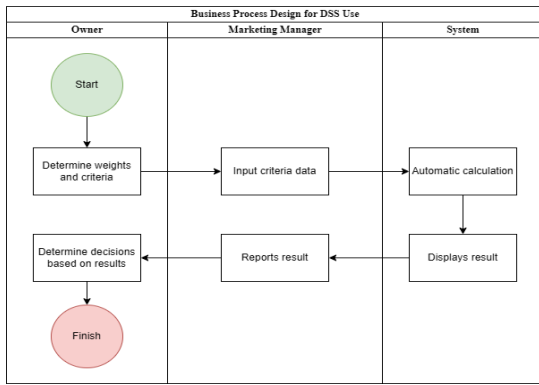 Business Process Design for DSS Use
Owner
Marketing Manager
System
Start
Determine weights
and criteria
Input criteria data
Automatic calculation
Determine decisions
based on results
Reports result
Displays result
Finish